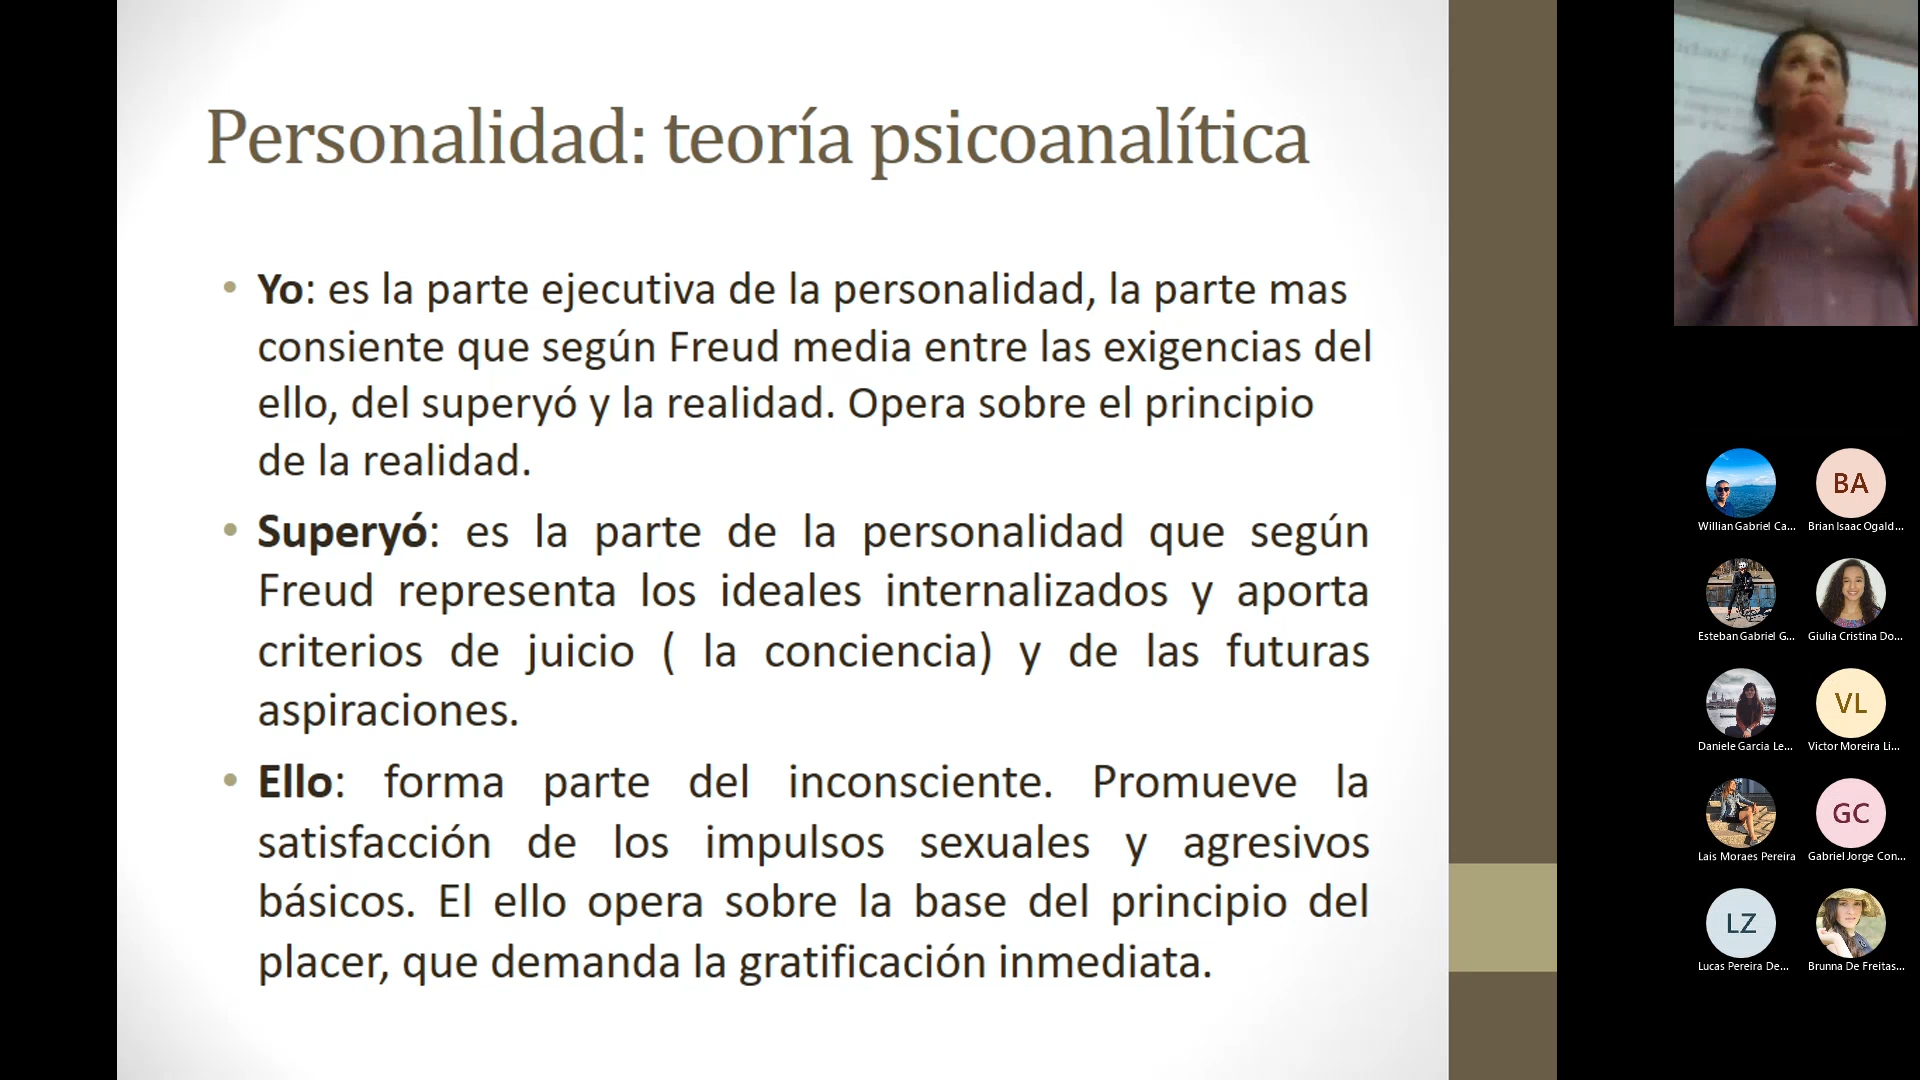 Personalidad: teoría psicoanalítica
• Yo: es la parte ejecutiva de la personalidad, la parte mas
consiente que según Freud media entre las exigencias del
ello, del superyó y la realidad. Opera sobre el principio
de la realidad.
• Superyó: es la parte de la personalidad que según
Freud representa los ideales internalizados y aporta
criterios de juicio ( la conciencia) y de las futuras
aspiraciones.
• Ello: forma parte del inconsciente. Promueve la
satisfacción de los impulsos sexuales y agresivos
básicos. El ello opera sobre la base del principio del
placer, que demanda la gratificación inmediata.
Willian Gabriel Ca...
BA
Brian Isaac Ogald...
Esteban Gabriel G...
Giulia Cristina Do...
Daniele Garcia Le...
VL
Victor Moreira Li...
Lais Moraes Pereira
GC
Gabriel Jorge Con...
LZ
Lucas Pereira De...
Brunna De Freitas...